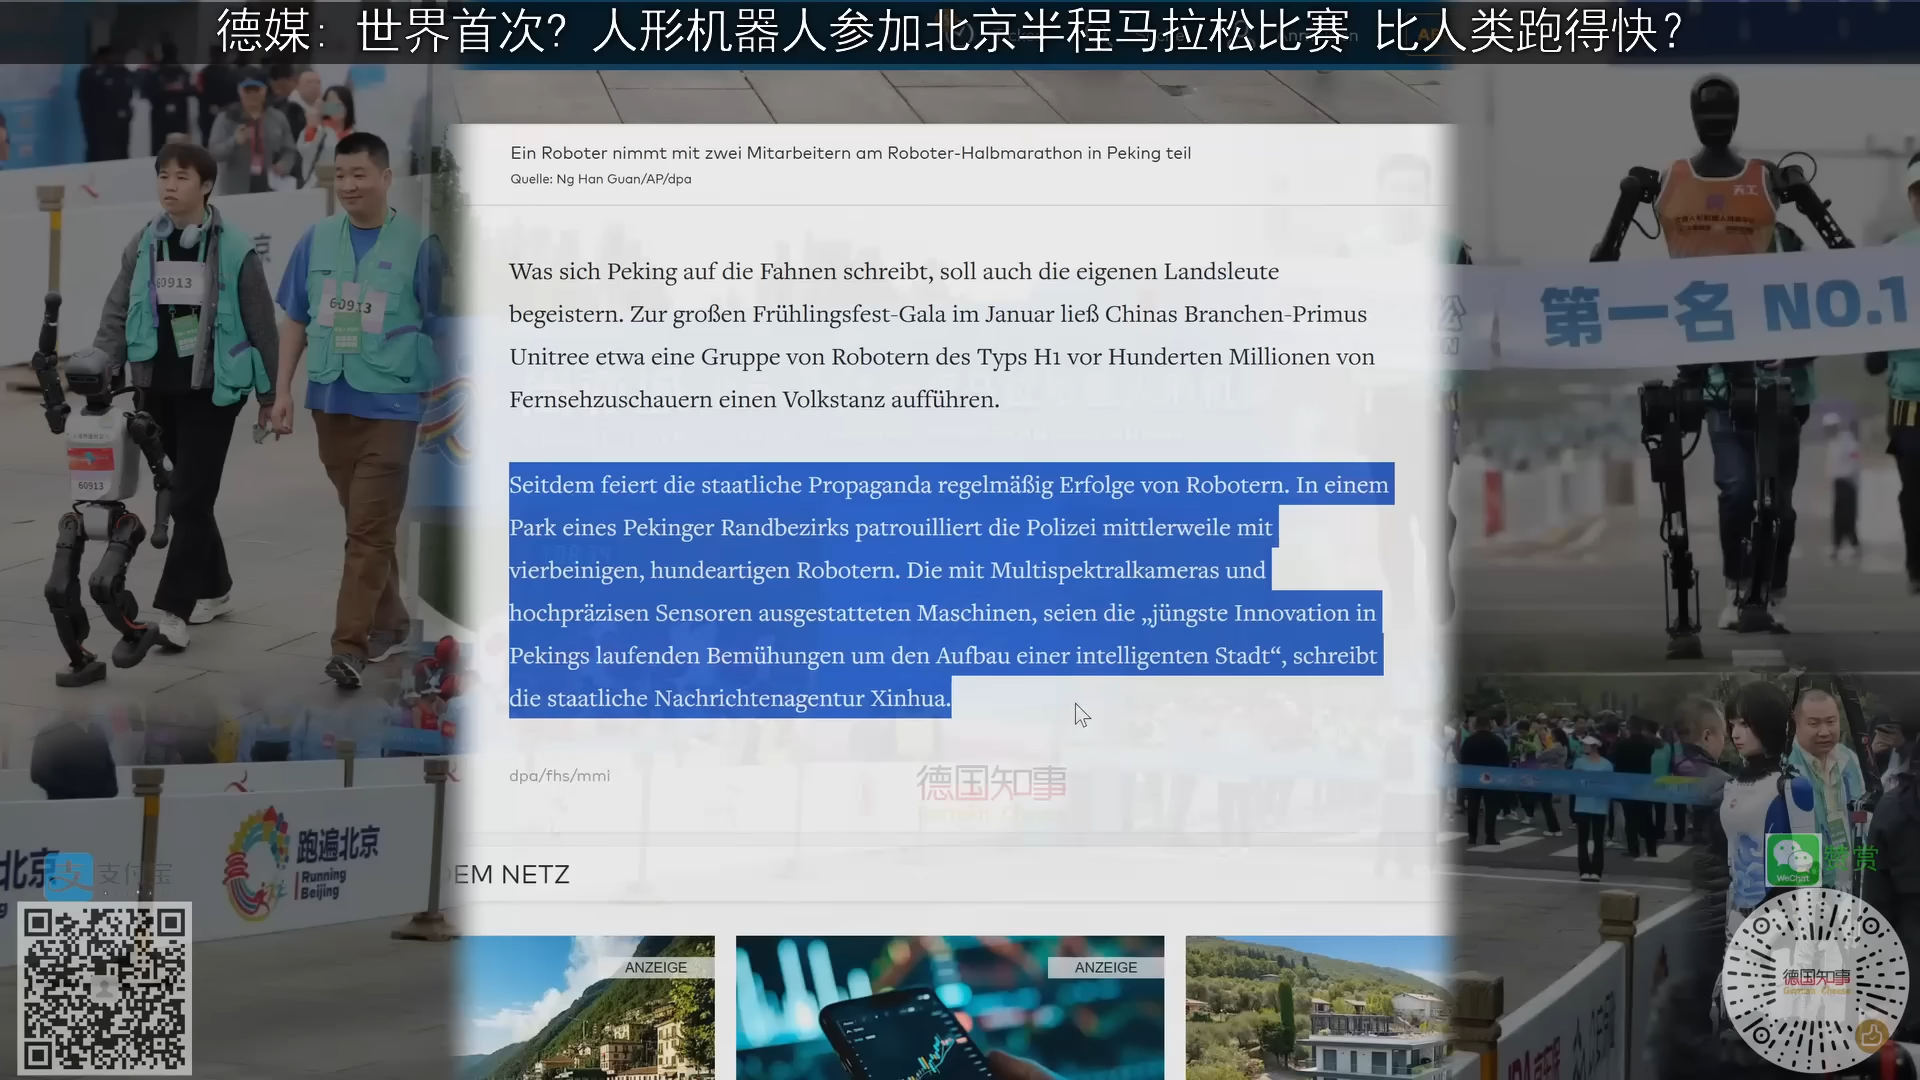 德媒：世界首次？人形机器人参加北京半程马拉松比赛 比人类跑得快？
Ein Roboter nimmt mit zwei Mitarbeitern am Roboter-Halbmarathon in Peking teil
Quelle: Ng Han Guan/AP/dpa
Was sich Peking auf die Fahnen schreibt, soll auch die eigenen Landsleute
begeistern. Zur großen Frühlingsfest-Gala im Januar ließ Chinas Branchen-Primus
Unitree etwa eine Gruppe von Robotern des Typs H1 vor Hunderten Millionen von
Fernsehzuschauern einen Volkstanz aufführen.
Seitdem feiert die staatliche Propaganda regelmäßig Erfolge von Robotern. In einem
Park eines Pekinger Randbezirks patrouilliert die Polizei mittlerweile mit
vierbeinigen, hundeartigen Robotern. Die mit Multispektralkameras und
hochpräzisen Sensoren ausgestatteten Maschinen, seien die „jüngste Innovation in
Pekings laufenden Bemühungen um den Aufbau einer intelligenten Stadt“, schreibt
die staatliche Nachrichtenagentur Xinhua.
dpa/fhs/mmi
德国知事
EM NETZ
ANZEIGE
ANZEIGE
60913
60913
60913
天工
第一名 NO.1
北京
跑遍北京
Running
Beijing
支付宝
WeChat
赞赏
德国知事